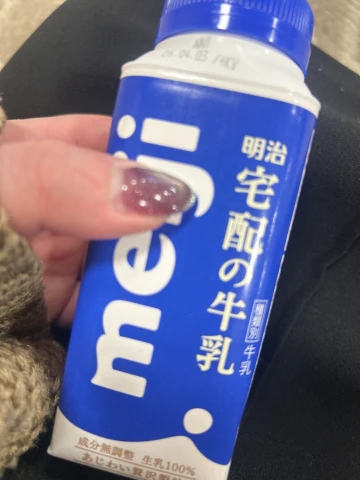 明治
宅配の牛乳
種類別 牛乳
meiji
成分無調整 生乳100%